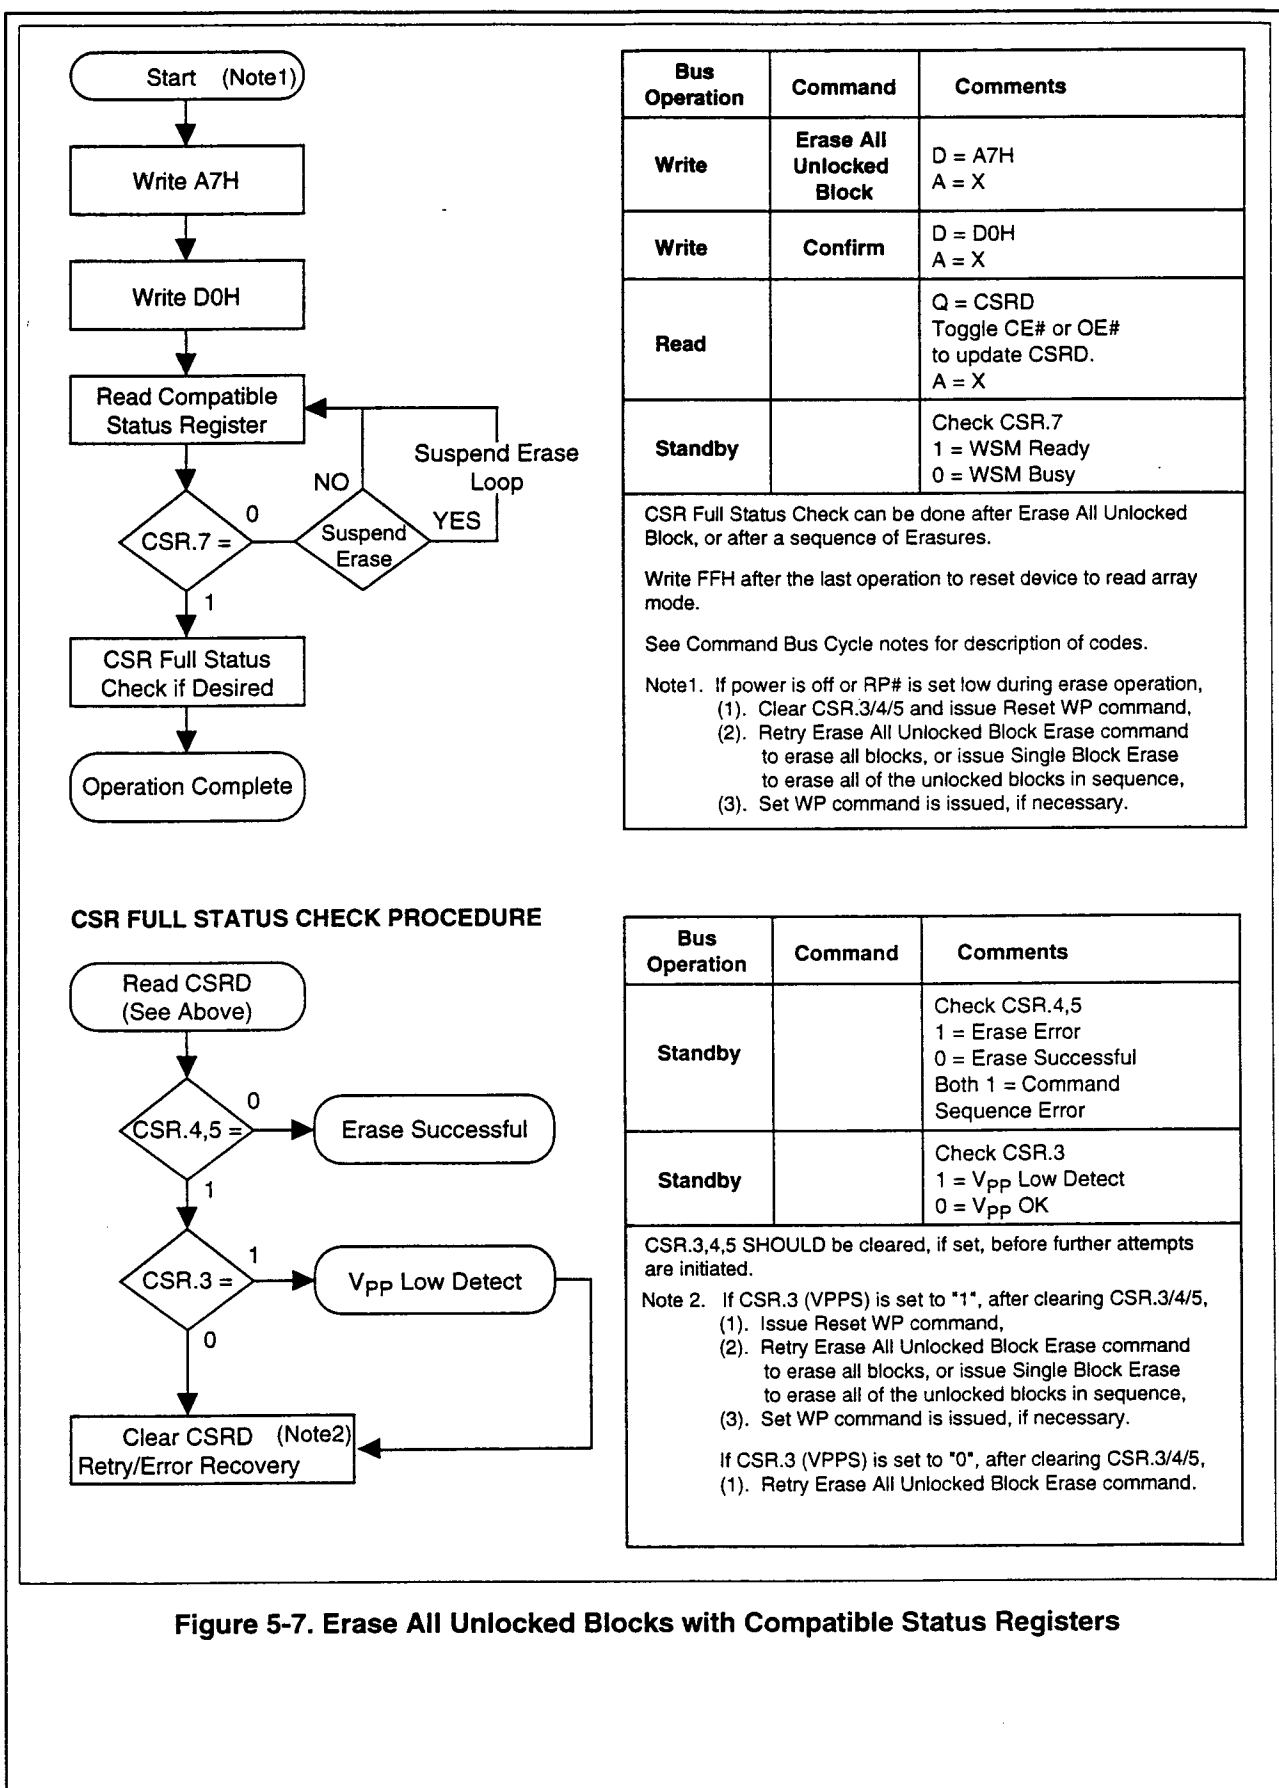 Start (Note1)
Write A7H
Write D0H
Read Compatible
Status Register
Suspend Erase
Loop
NO
YES
0
CSR.7 =
Suspend
Erase
1
CSR Full Status
Check if Desired
Operation Complete
Bus
Operation
Command
Comments
Write
Erase All
Unlocked
Block
D = A7H
A = X
Write
Confirm
D = D0H
A = X
Read
Q = CSRD
Toggle CE# or OE#
to update CSRD.
A = X
Standby
Check CSR.7
1 = WSM Ready
0 = WSM Busy
CSR Full Status Check can be done after Erase All Unlocked
Block, or after a sequence of Erasures.
Write FFH after the last operation to reset device to read array
mode.
See Command Bus Cycle notes for description of codes.
Note1. If power is off or RP# is set low during erase operation,
(1). Clear CSR.3/4/5 and issue Reset WP command,
(2). Retry Erase All Unlocked Block Erase command
to erase all blocks, or issue Single Block Erase
to erase all of the unlocked blocks in sequence,
(3). Set WP command is issued, if necessary.
CSR FULL STATUS CHECK PROCEDURE
Read CSRD
(See Above)
0
CSR.4,5 =
Erase Successful
1
1
CSR.3 =
VPP Low Detect
0
Clear CSRD (Note2)
Retry/Error Recovery
Bus
Operation
Command
Comments
Standby
Check CSR.4,5
1 = Erase Error
0 = Erase Successful
Both 1 = Command
Sequence Error
Standby
Check CSR.3
1 = VPP Low Detect
0 = VPP OK
CSR.3,4,5 SHOULD be cleared, if set, before further attempts
are initiated.
Note 2. If CSR.3 (VPPS) is set to "1", after clearing CSR.3/4/5,
(1). Issue Reset WP command,
(2). Retry Erase All Unlocked Block Erase command
to erase all blocks, or issue Single Block Erase
to erase all of the unlocked blocks in sequence,
(3). Set WP command is issued, if necessary.
If CSR.3 (VPPS) is set to "0", after clearing CSR.3/4/5,
(1). Retry Erase All Unlocked Block Erase command.
Figure 5-7. Erase All Unlocked Blocks with Compatible Status Registers